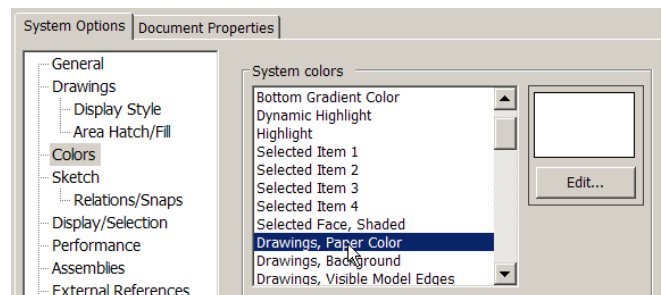 System Options Document Properties
General
Drawings
Display Style
Area Hatch/Fill
Colors
Sketch
Relations/Snaps
Display/Selection
Performance
Assemblies
External References
System colors
Bottom Gradient Color
Dynamic Highlight
Highlight
Selected Item 1
Selected Item 2
Selected Item 3
Selected Item 4
Selected Face, Shaded
Drawings, Paper Color
Drawings, Background
Drawings, Visible Model Edges
Edit...